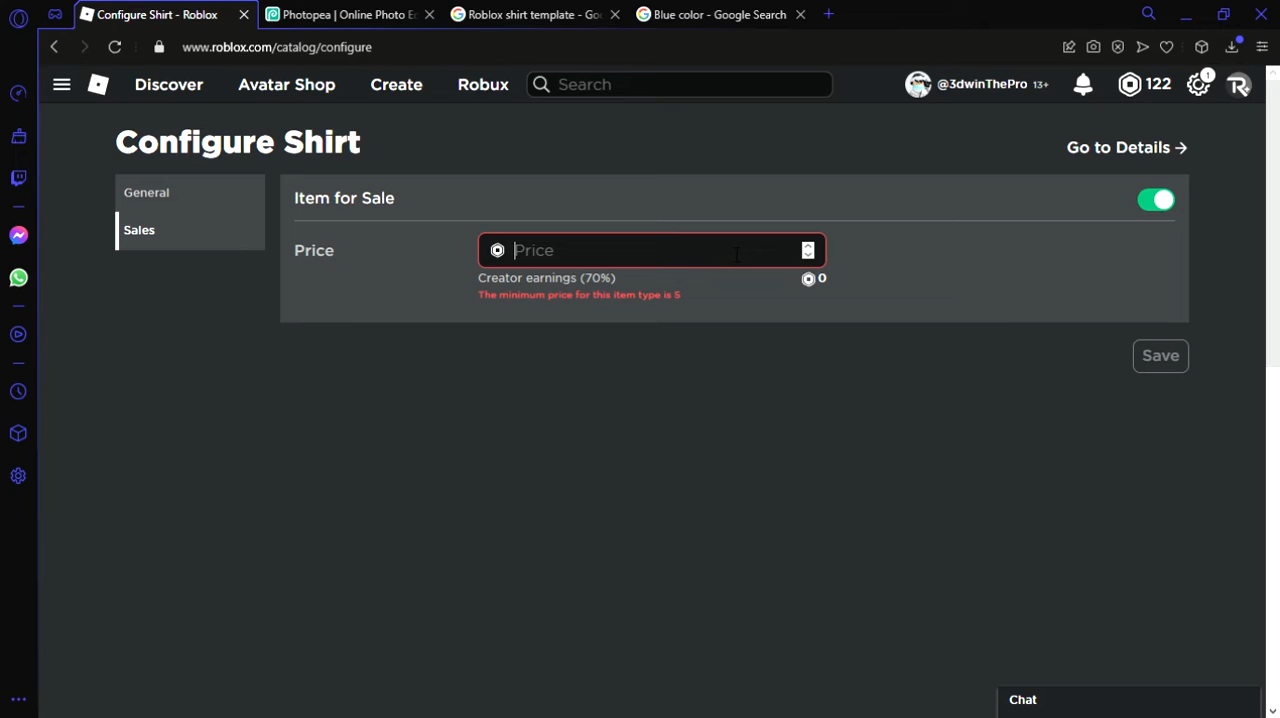 Configure Shirt - Roblox
Photopea | Online Photo E
Roblox shirt template - Go
Blue color - Google Search
www.roblox.com/catalog/configure
Discover
Avatar Shop
Create
Robux
Search
@3dwinThePro 13+
122
1
Configure Shirt
Go to Details
General
Sales
Item for Sale
Price
Price
Creator earnings (70%)
0
The minimum price for this item type is 5
Save
Chat